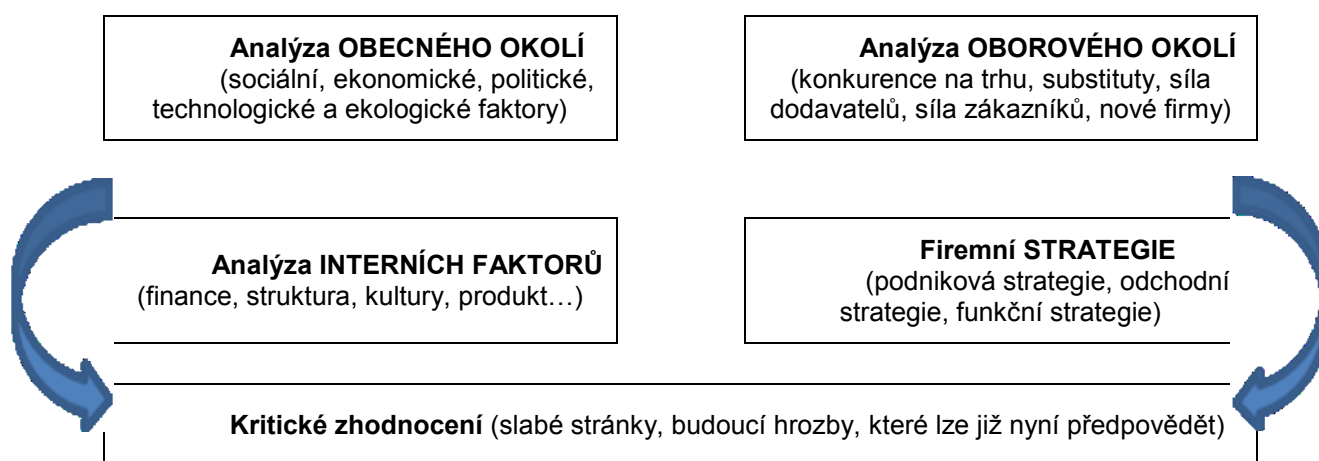 Analýza OBECNÉHO OKOLÍ
(sociální, ekonomické, politické,
technologické a ekologické faktory)
Analýza OBOROVÉHO OKOLÍ
(konkurence na trhu, substituty, síla
dodavatelů, síla zákazníků, nové firmy)
Analýza INTERNÍCH FAKTORŮ
(finance, struktura, kultury, produkt…)
Firemní STRATEGIE
(podniková strategie, odchodní
strategie, funkční strategie)
Kritické zhodnocení (slabé stránky, budoucí hrozby, které lze již nyní předpovědět)